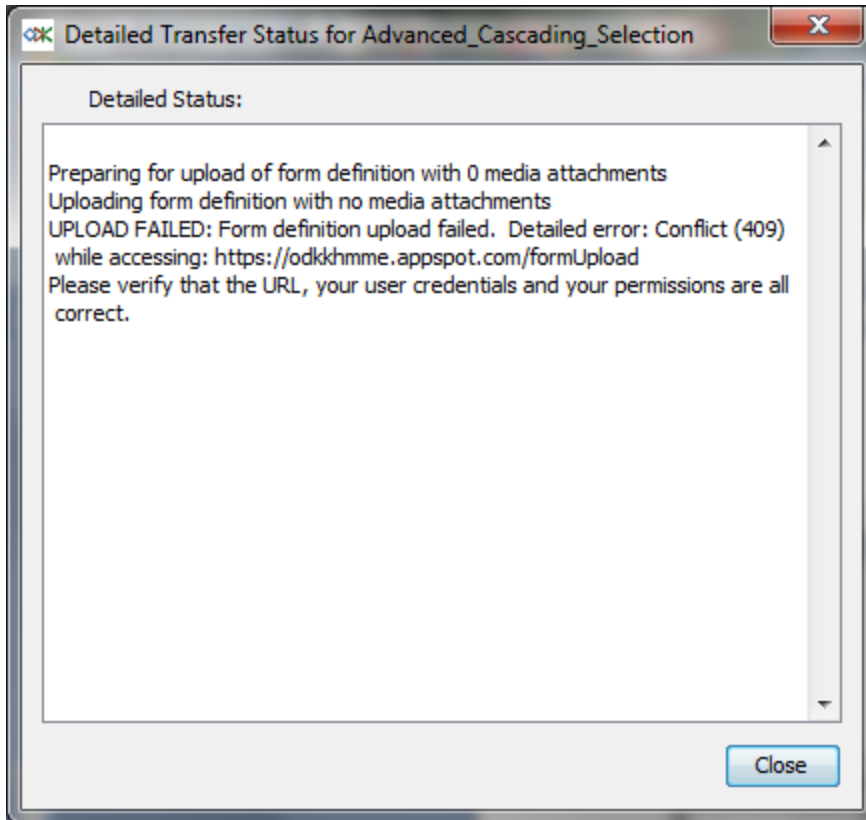 Detailed Transfer Status for Advanced_Cascading_Selection
Detailed Status:
Preparing for upload of form definition with 0 media attachments
Uploading form definition with no media attachments
UPLOAD FAILED: Form definition upload failed.  Detailed error: Conflict (409)
while accessing: https://odkkhmme.appspot.com/formUpload
Please verify that the URL, your user credentials and your permissions are all
correct.
Close